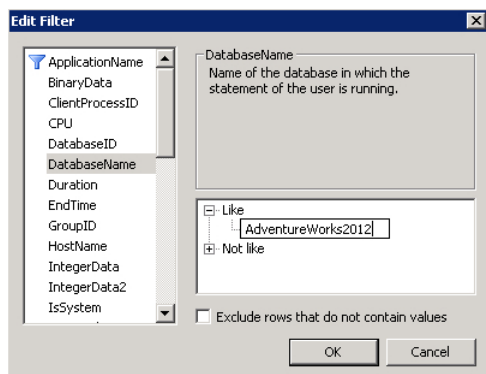 Edit Filter
ApplicationName
BinaryData
ClientProcessID
CPU
DatabaseID
DatabaseName
Duration
EndTime
GroupID
HostName
IntegerData
IntegerData2
IsSystem
DatabaseName
Name of the database in which the
statement of the user is running.
Like
AdventureWorks2012
Not like
Exclude rows that do not contain values
OK
Cancel